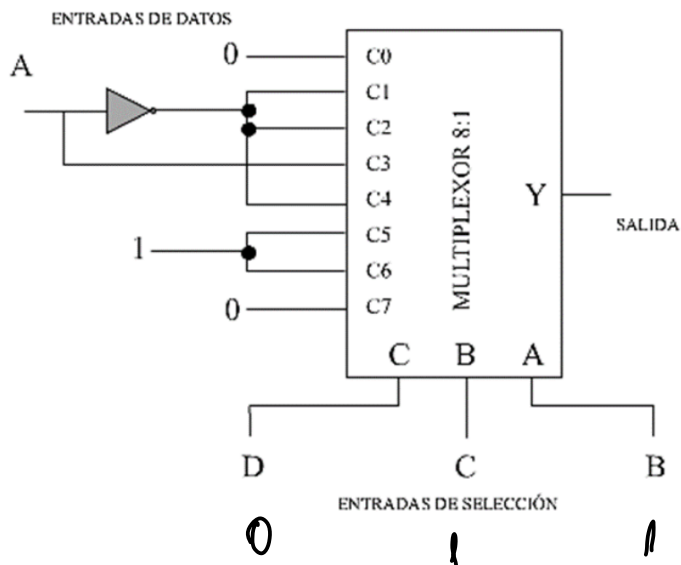 ENTRADAS DE DATOS
A
0
C0
C1
C2
C3
C4
1
C5
C6
0
C7
MULTIPLEXOR 8:1
Y
SALIDA
C B A
D C B
ENTRADAS DE SELECCIÓN
0 1 1